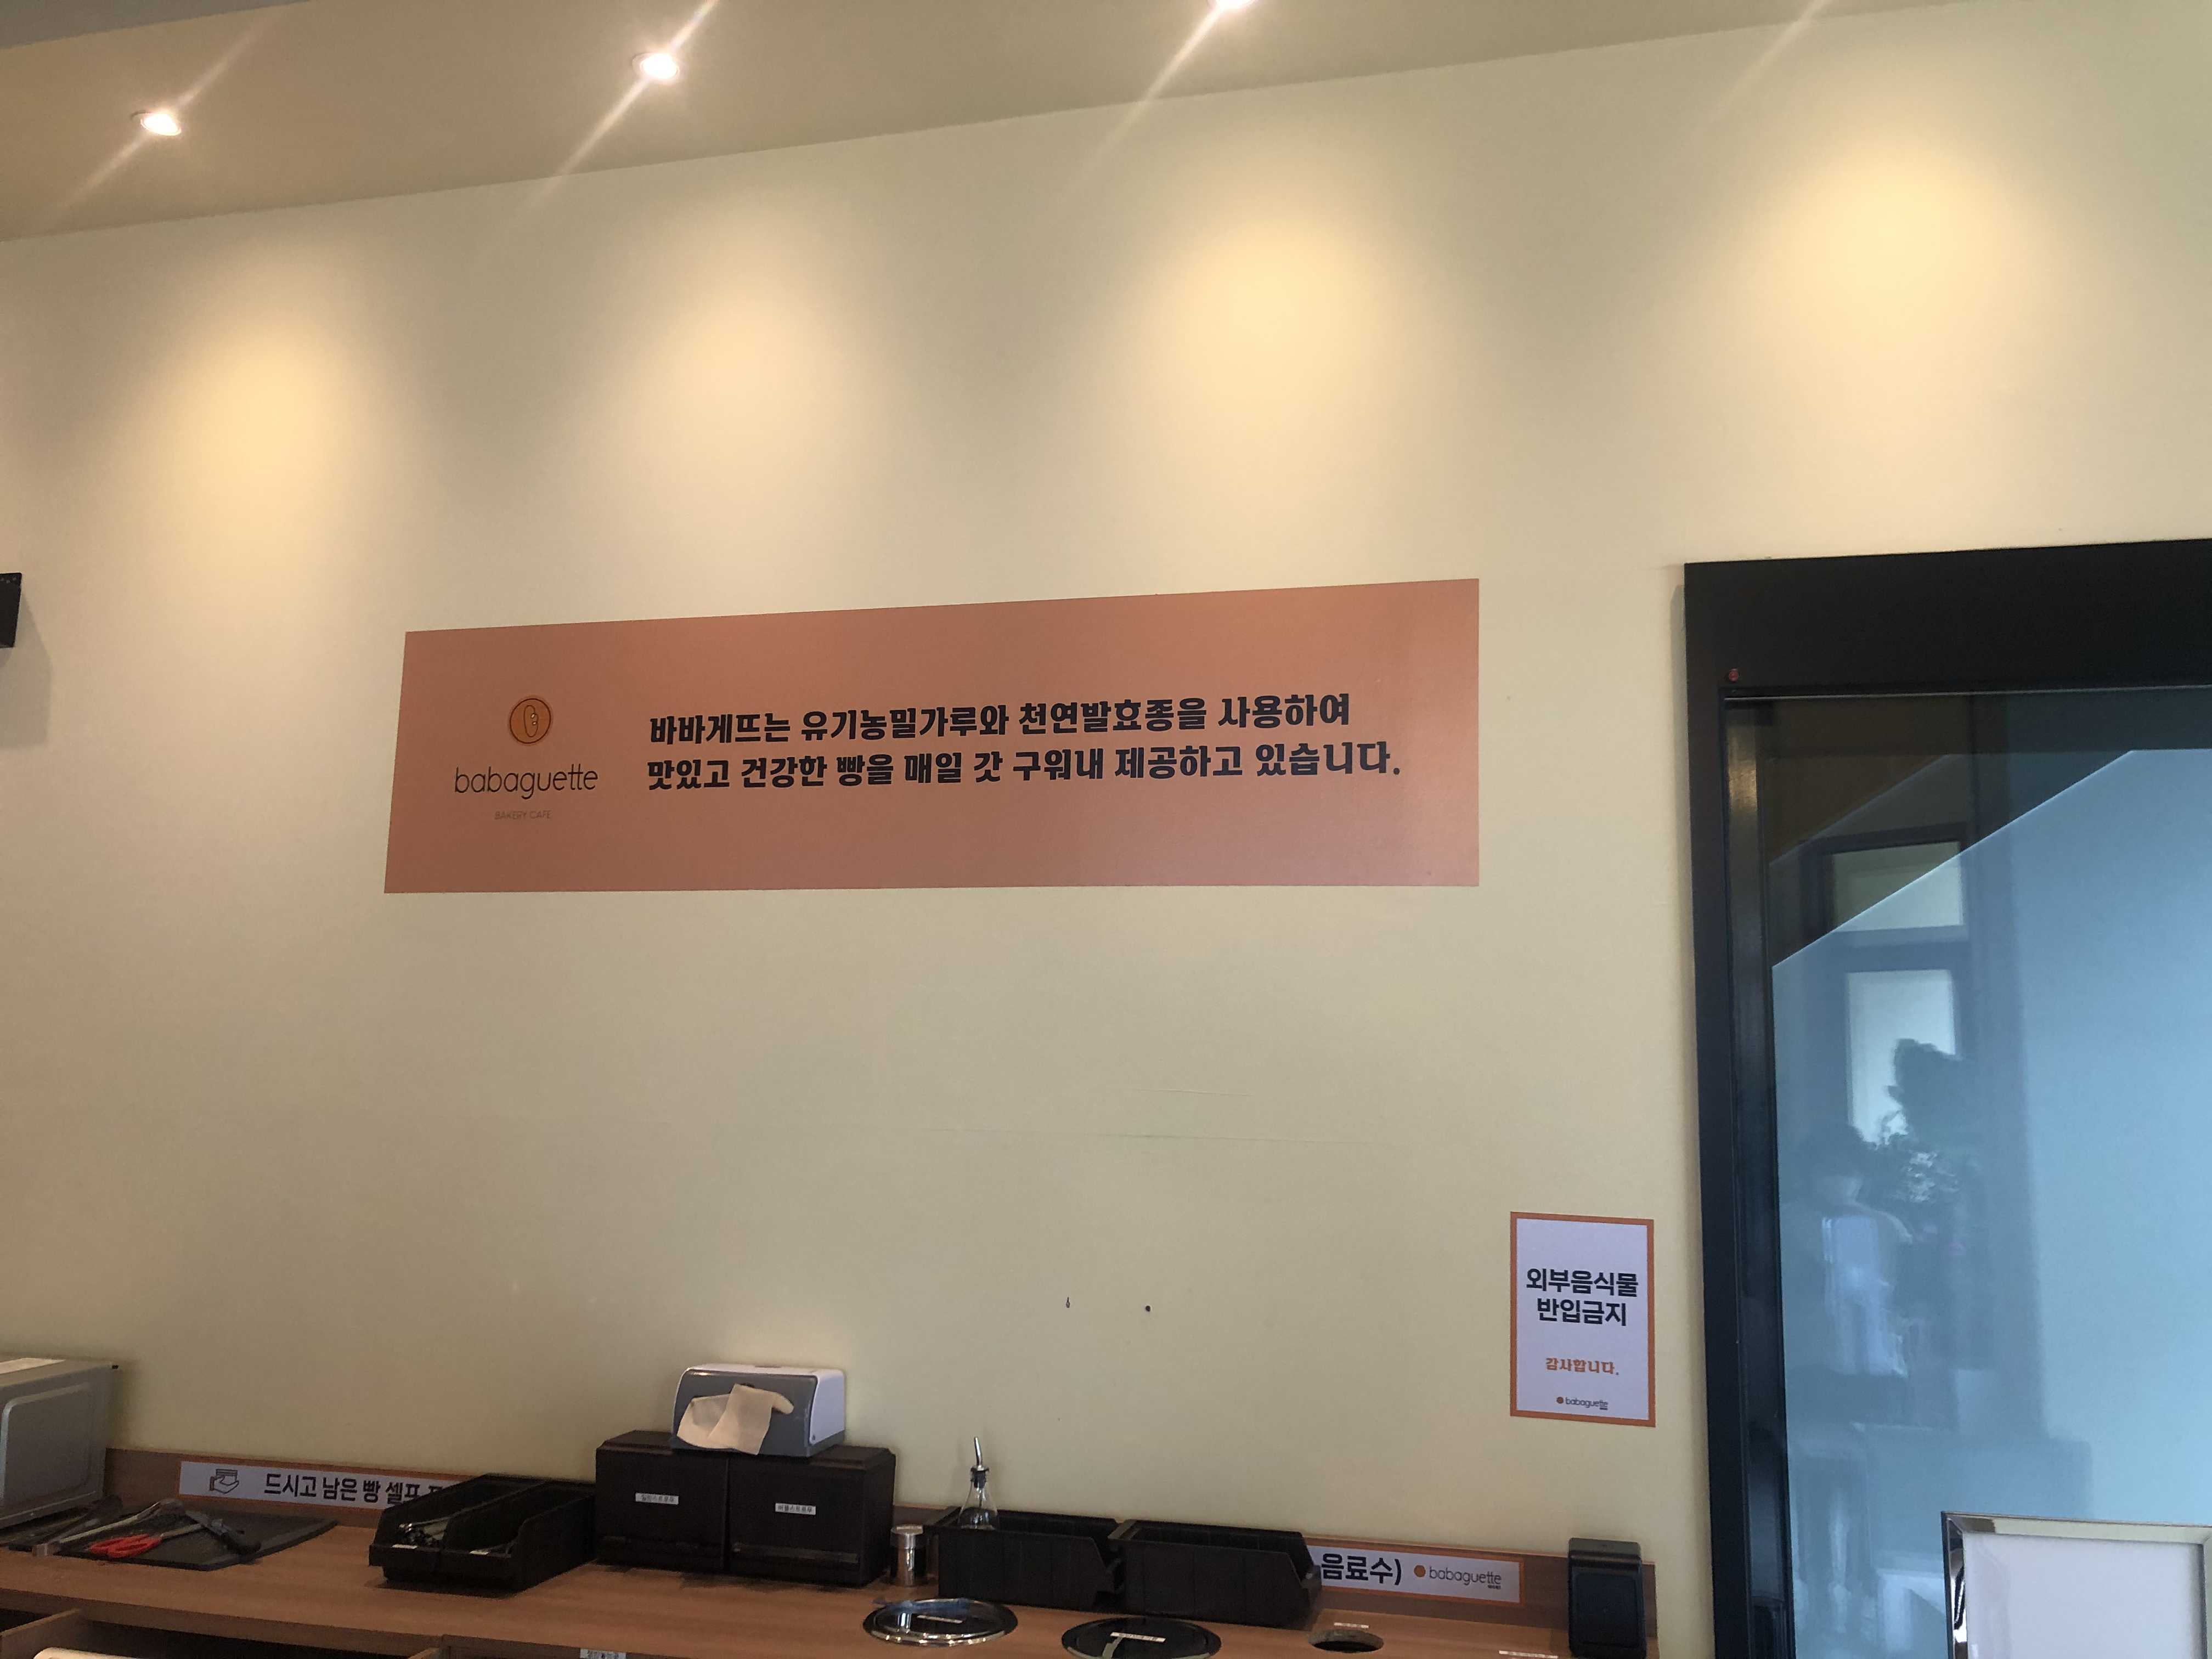 babaguette
BAKERY CAFE
바바게뜨는 유기농밀가루와 천연발효종을 사용하여
맛있고 건강한 빵을 매일 갓 구워내 제공하고 있습니다.
외부음식물
반입금지
감사합니다.
babaguette
드시고 남은 빵 셀프
음료수) babaguette